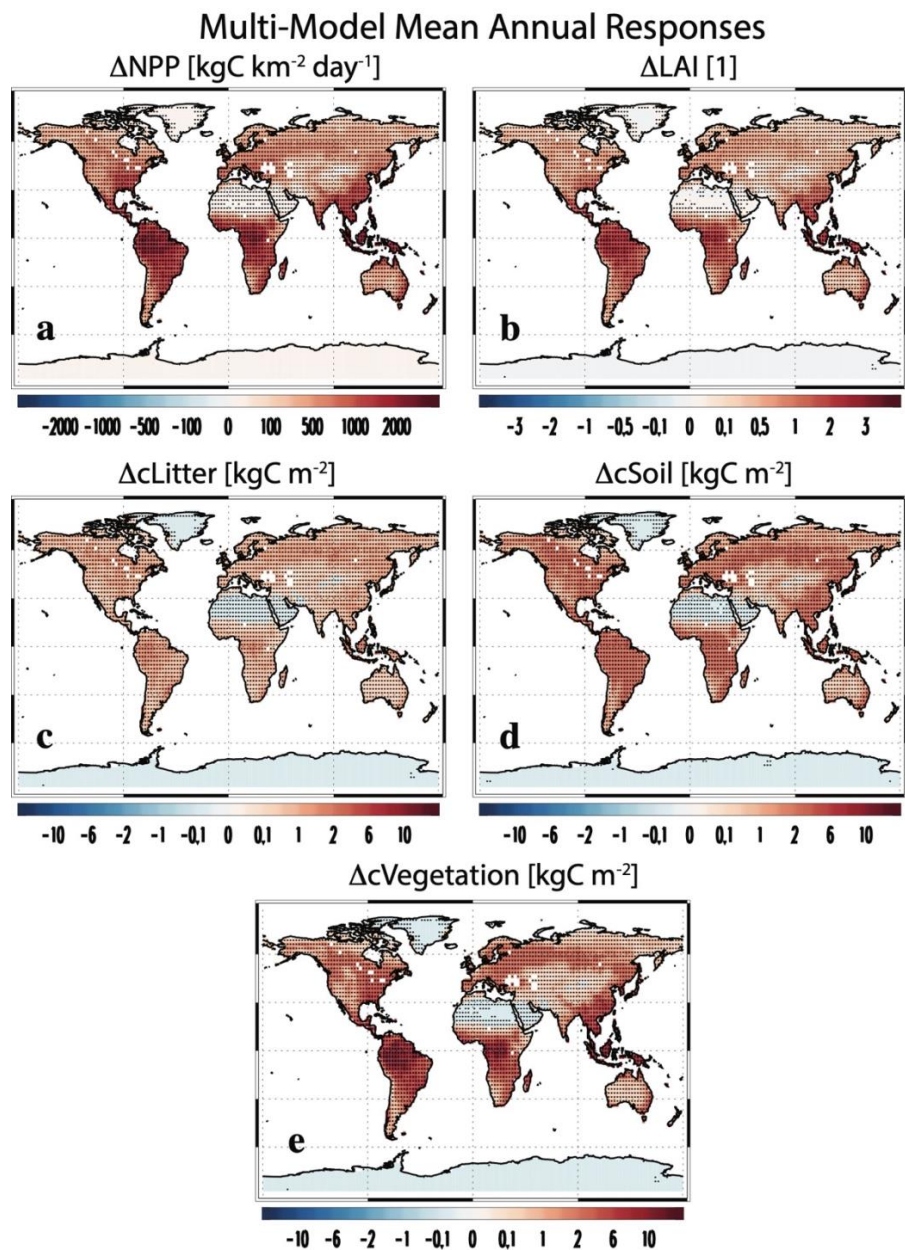 Multi-Model Mean Annual Responses
ΔNPP [kgC km⁻² day⁻¹]
ΔLAI [1]
a
b
-2000 -1000 -500 -100 0 100 500 1000 2000
-3 -2 -1 -0,5 -0,1 0 0,1 0,5 1 2 3
ΔcLitter [kgC m⁻²]
ΔcSoil [kgC m⁻²]
c
d
-10 -6 -2 -1 -0,1 0 0,1 1 2 6 10
-10 -6 -2 -1 -0,1 0 0,1 1 2 6 10
ΔcVegetation [kgC m⁻²]
e
-10 -6 -2 -1 -0,1 0 0,1 1 2 6 10